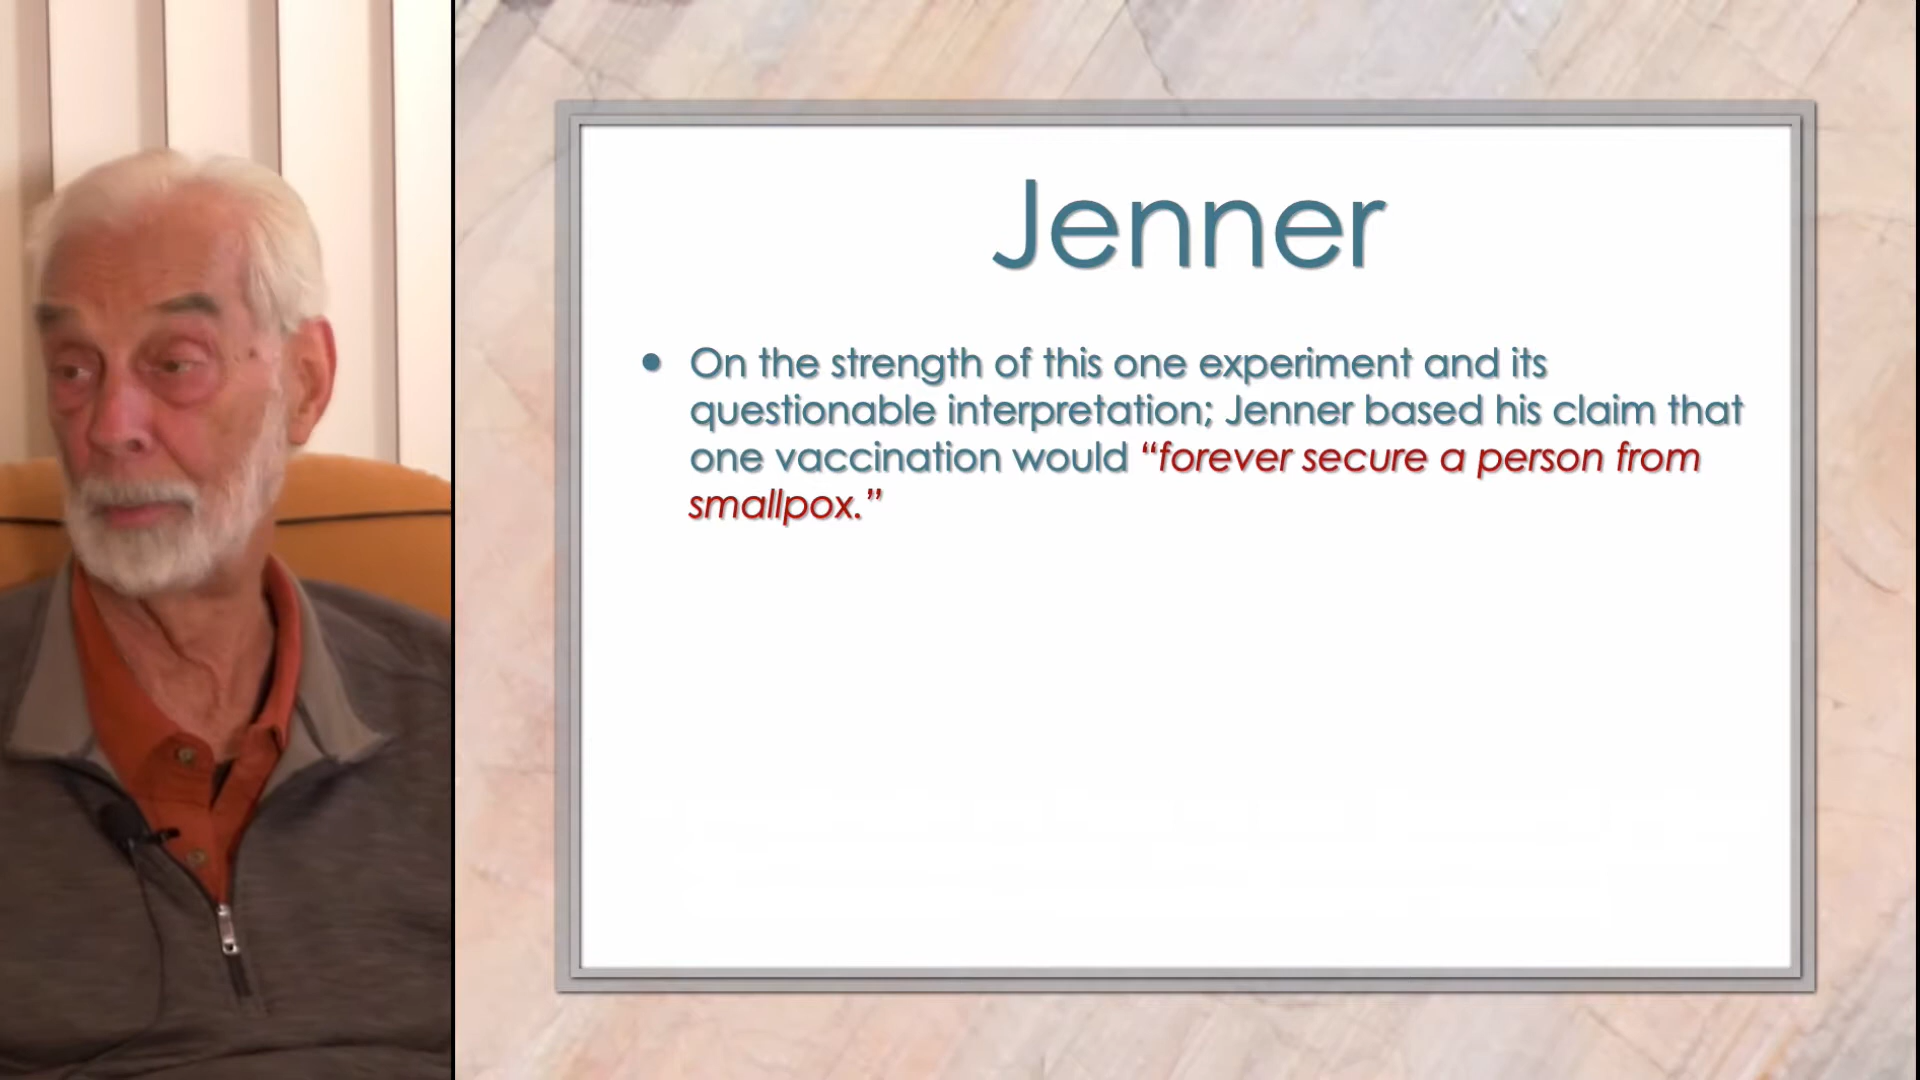 Jenner
• On the strength of this one experiment and its
questionable interpretation; Jenner based his claim that
one vaccination would “forever secure a person from
smallpox.”